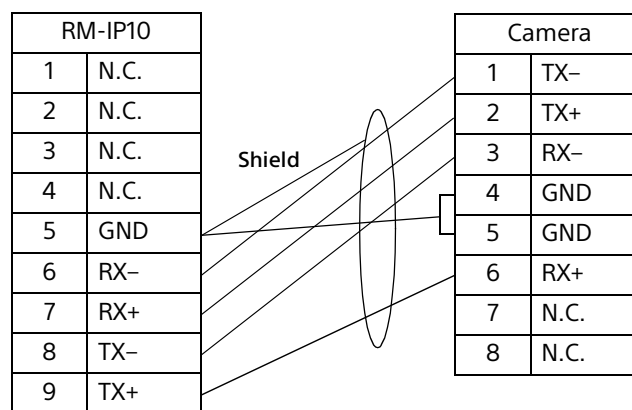 RM-IP10
1 N.C.
2 N.C.
3 N.C.
4 N.C.
5 GND
6 RX–
7 RX+
8 TX–
9 TX+
Shield
Camera
1 TX–
2 TX+
3 RX–
4 GND
5 GND
6 RX+
7 N.C.
8 N.C.